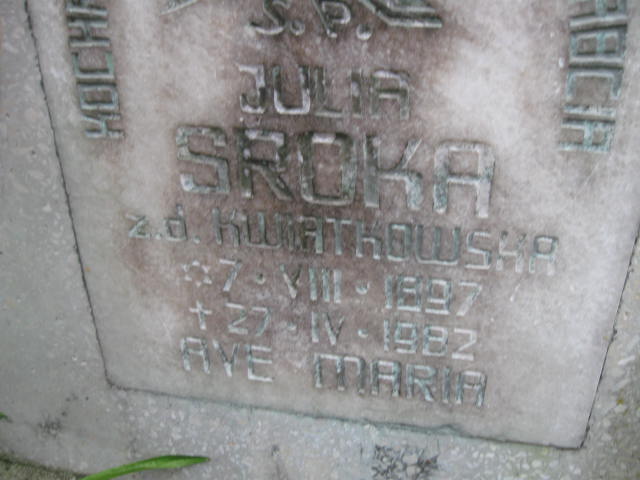 Ś.P.
JULIA
SROKA
z.d. KWIATKOWSKA
☆ 7 · VIII · 1897
✝ 27 · IV · 1982
AVE MARIA